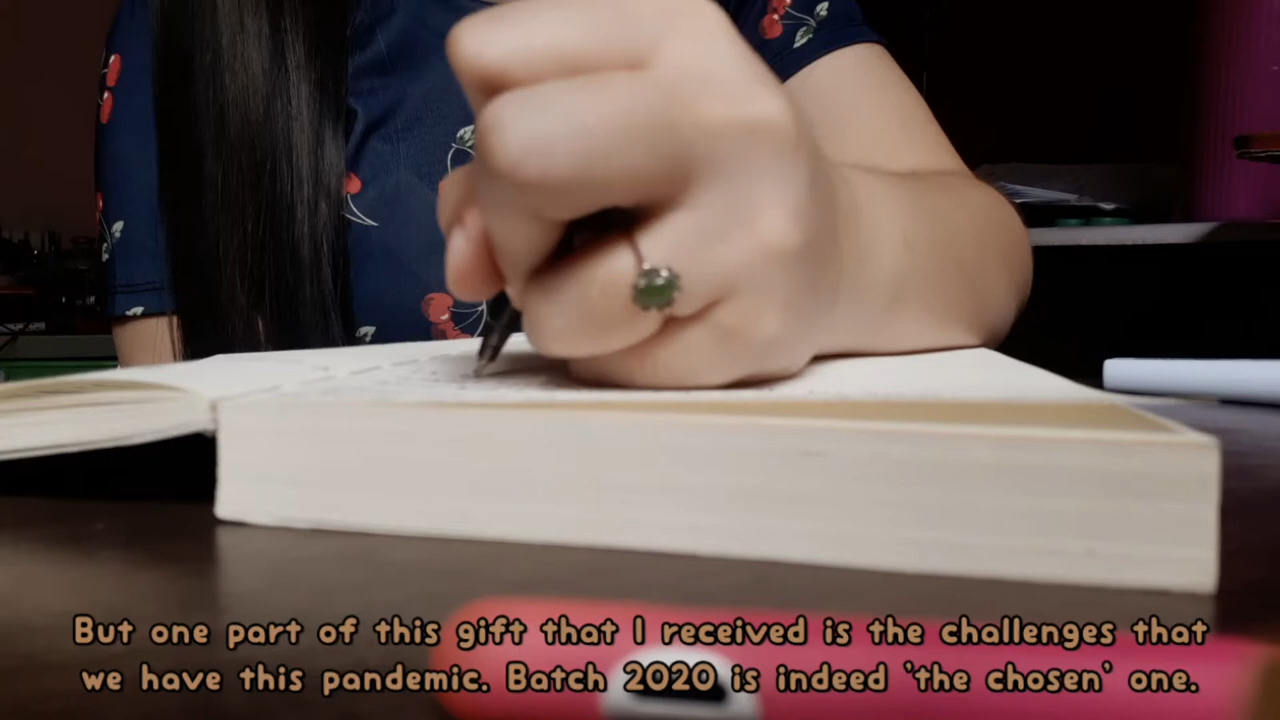 But one part of this gift that I received is the challenges that
we have this pandemic. Batch 2020 is indeed 'the chosen' one.